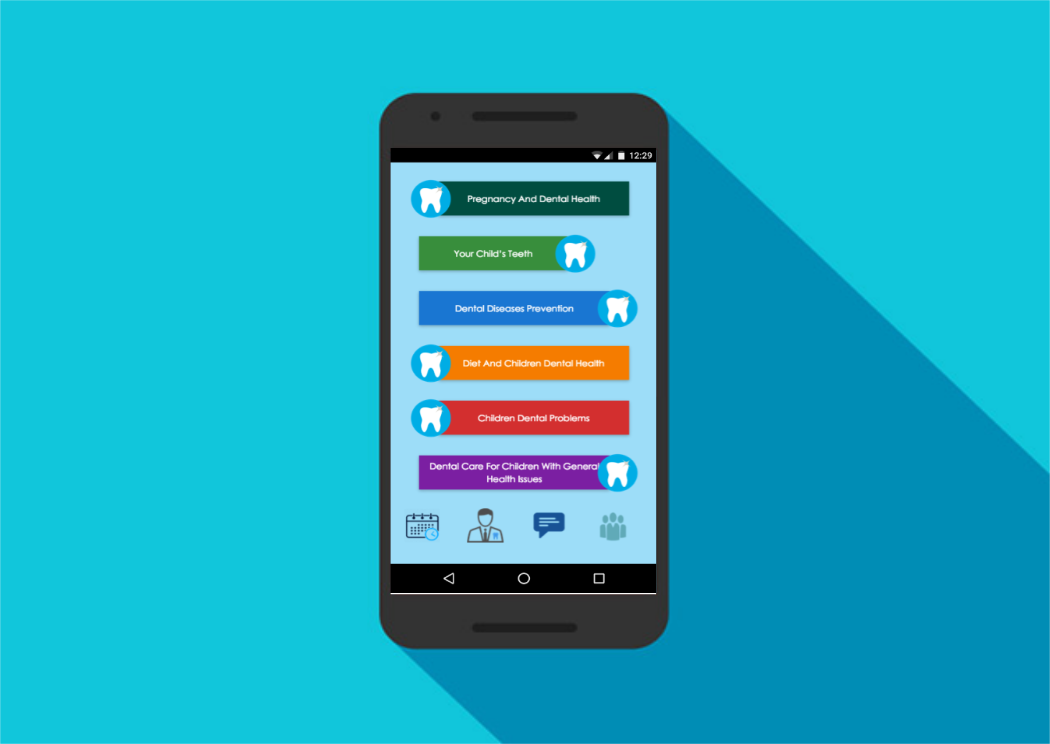 12:29
Pregnancy And Dental Health
Your Child's Teeth
Dental Diseases Prevention
Diet And Children Dental Health
Children Dental Problems
Dental Care For Children With General
Health Issues